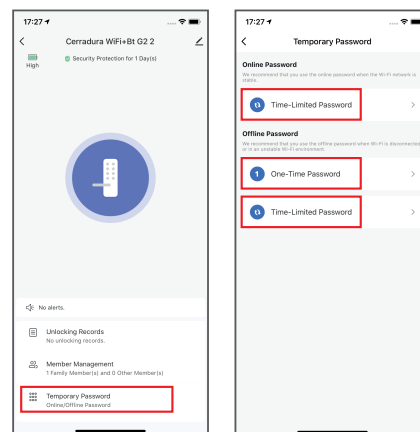 17:27
Cerradura WiFi+Bt G2 2
High
Security Protection for 1 Day(s)
No alerts.
Unlocking Records
No unlocking records.
Member Management
1 Family Member(s) and 0 Other Member(s)
Temporary Password
Online/Offline Password
17:27
Temporary Password
Online Password
We recommend that you use the online password when the Wi-Fi network is
stable.
Time-Limited Password
Offline Password
We recommend that you use the offline password when Wi-Fi is disconnected
or in an unstable Wi-Fi environment.
1 One-Time Password
Time-Limited Password